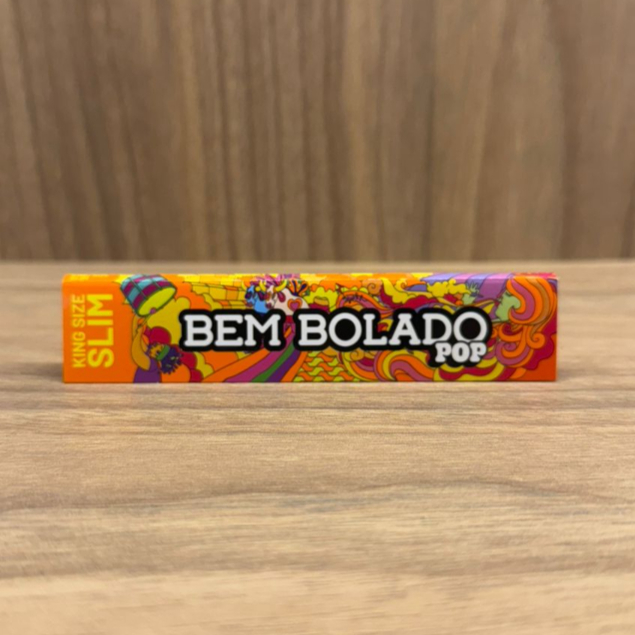 KING SIZE
SLIM
BEM BOLADO
POP